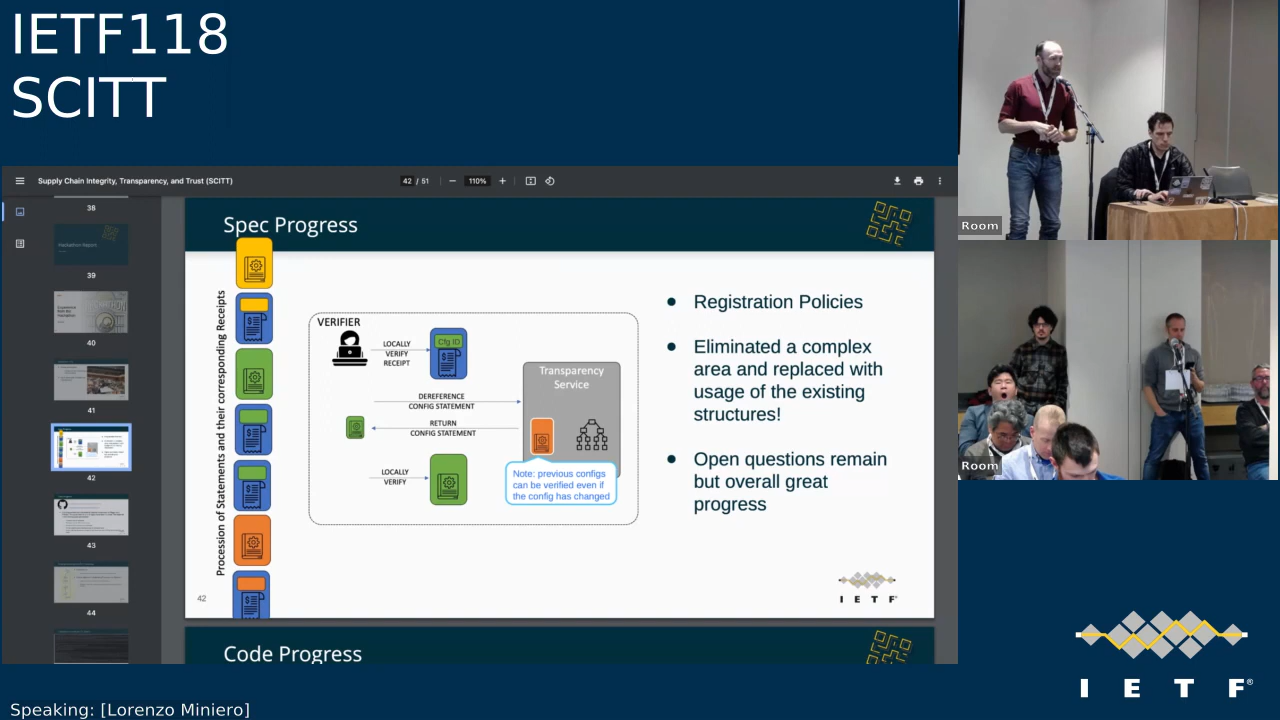 IETF118
SCITT
Supply Chain Integrity, Transparency, and Trust (SCITT)
42 / 51
110%
38
39
40
41
42
43
44
Hackathon Report
Spec Progress
Procession of Statements and their corresponding Receipts
VERIFIER
LOCALLY
VERIFY
RECEIPT
Cfg ID
Transparency
Service
DEREFERENCE
CONFIG STATEMENT
RETURN
CONFIG STATEMENT
LOCALLY
VERIFY
Note: previous configs
can be verified even if
the config has changed
Registration Policies
Eliminated a complex
area and replaced with
usage of the existing
structures!
Open questions remain
but overall great
progress
42
I E T F®
Code Progress
Room
Room
I E T F®
Speaking: [Lorenzo Miniero]